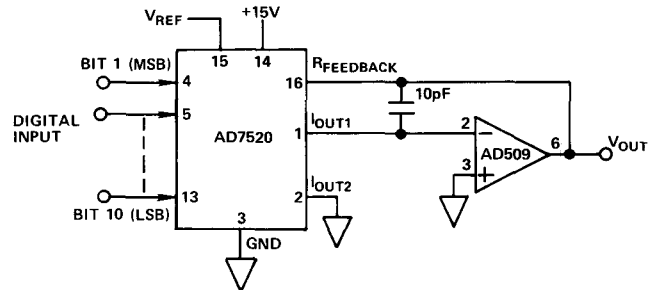 VREF
+15V
15
14
BIT 1 (MSB)
4
RFEEDBACK
16
10pF
DIGITAL
INPUT
5
AD7520
IOUT1
1
2
6
VOUT
AD509
3
IOUT2
2
13
BIT 10 (LSB)
3
GND